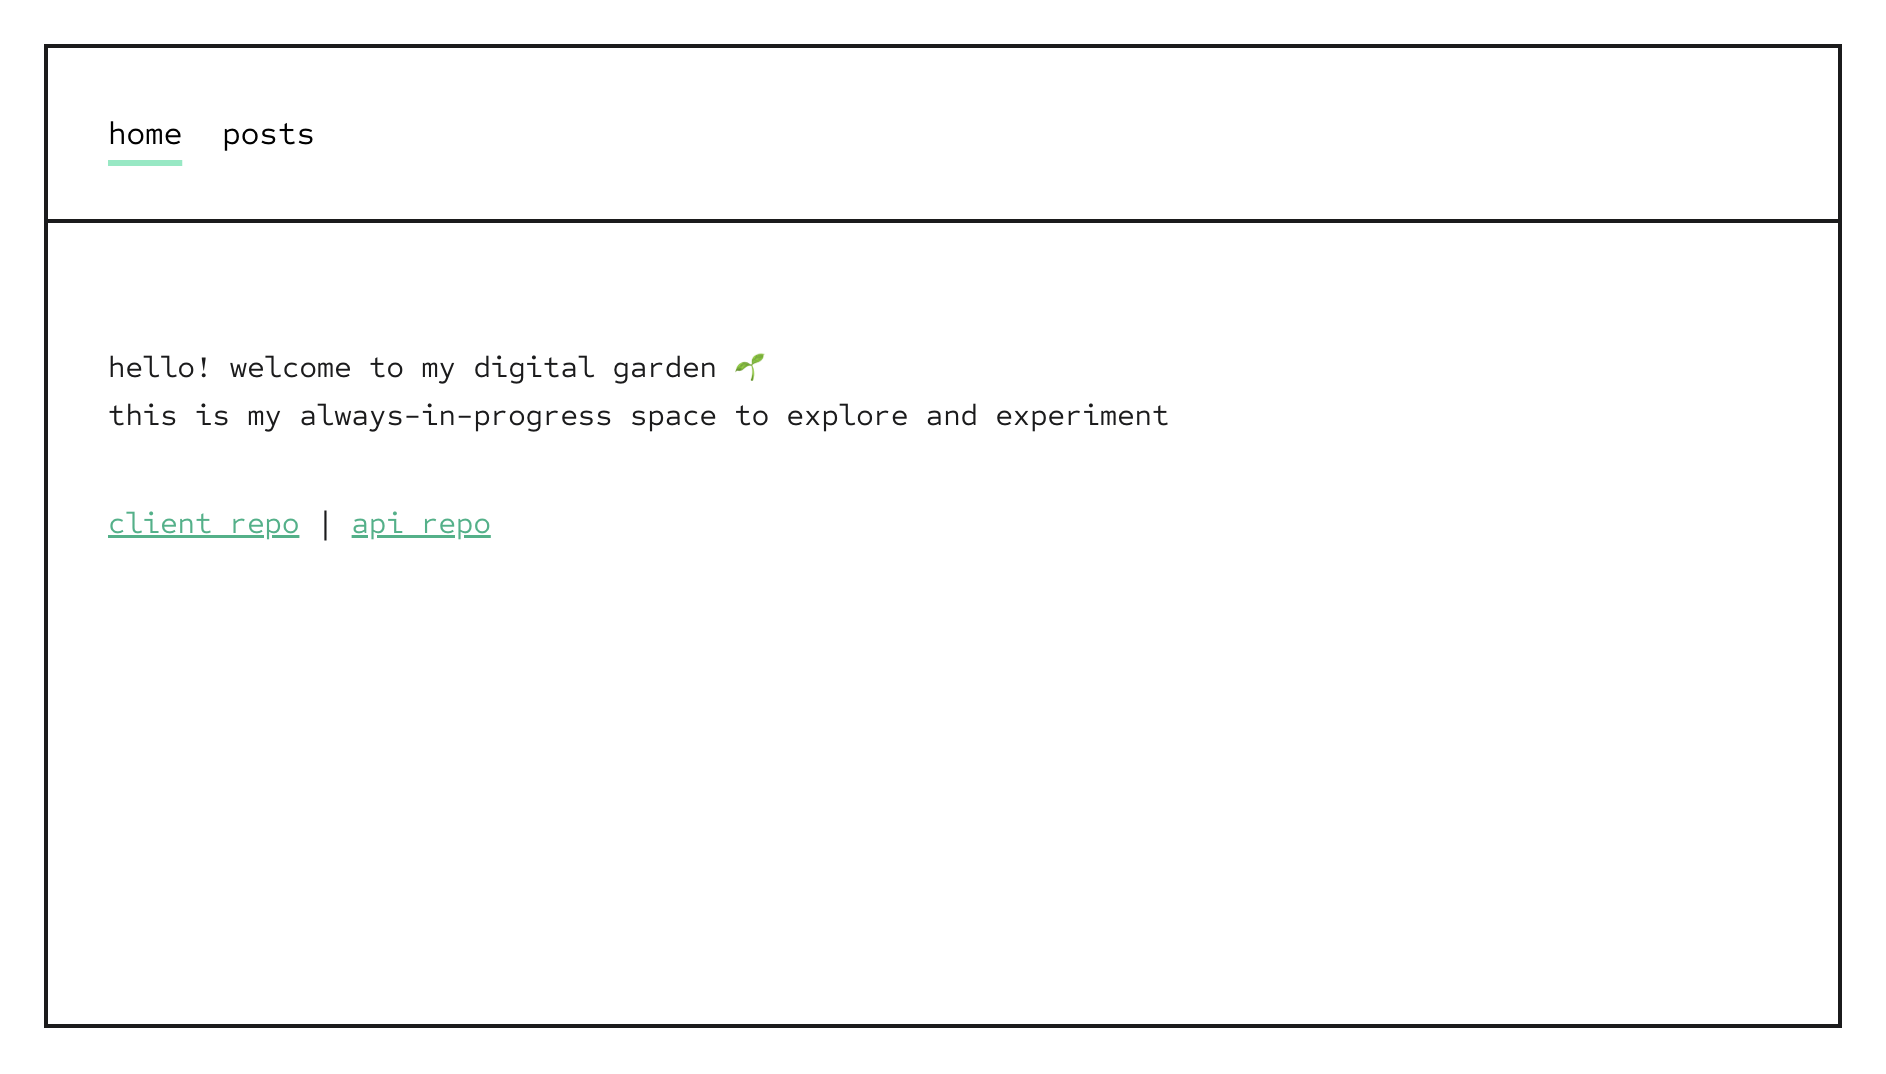 home posts
hello! welcome to my digital garden 🌱
this is my always-in-progress space to explore and experiment
client repo | api repo